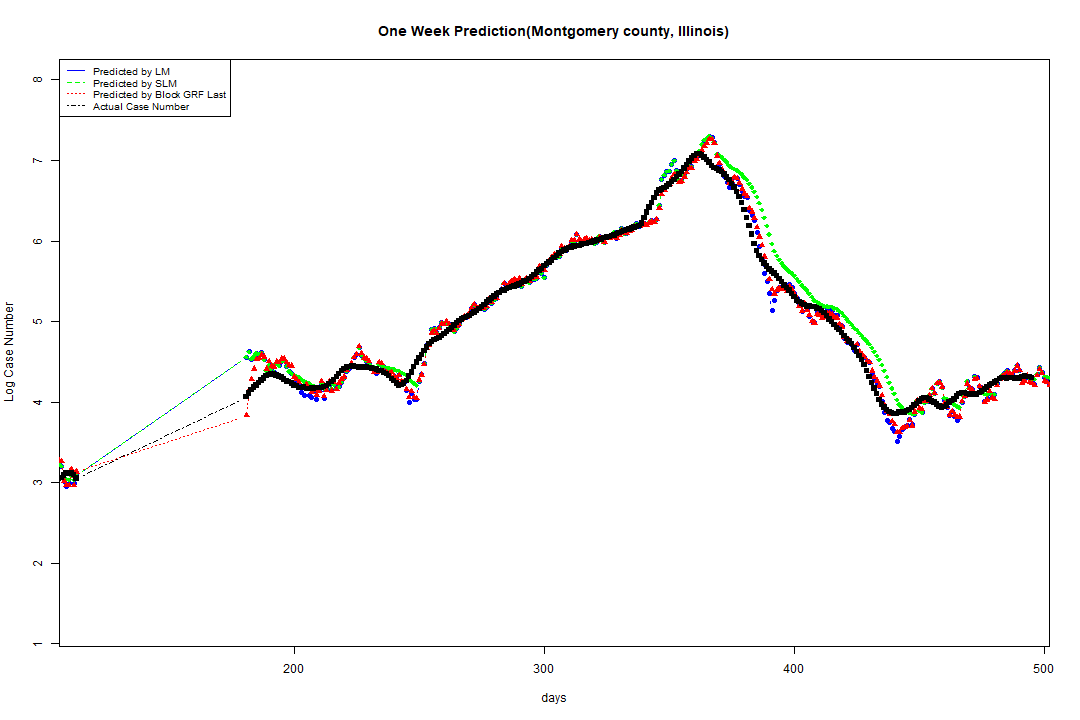 One Week Prediction(Montgomery county, Illinois)
Predicted by LM
Predicted by SLM
Predicted by Block GRF Last
Actual Case Number
8
7
6
5
4
3
2
1
Log Case Number
200 300 400 500
days